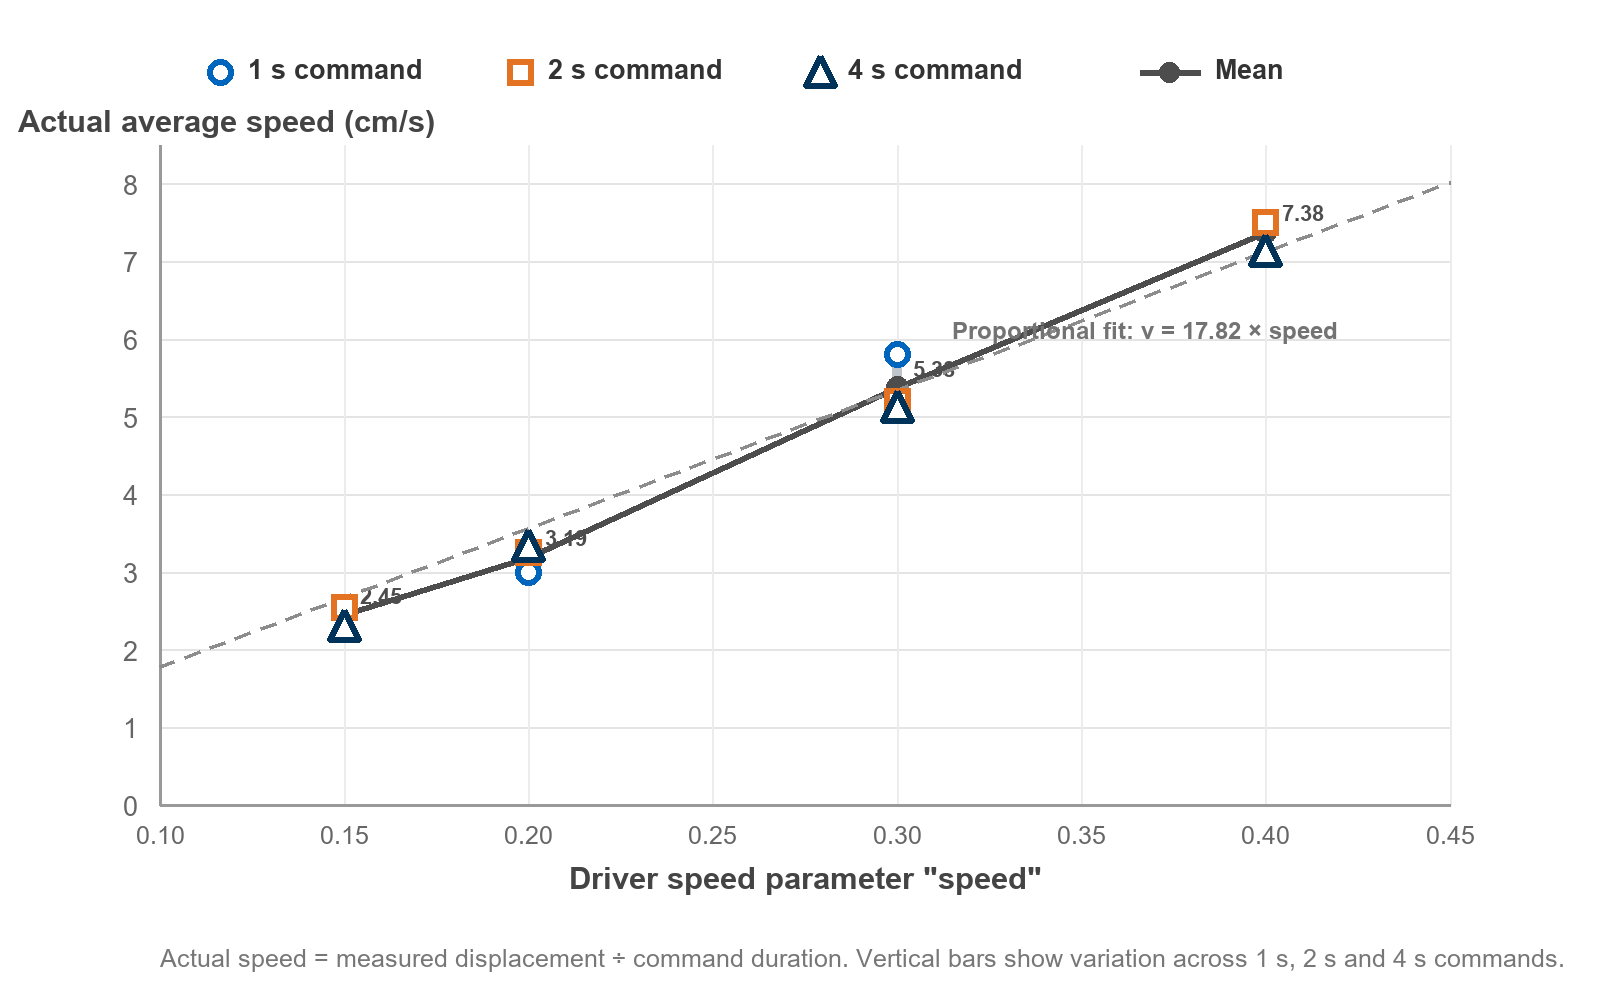 1 s command
2 s command
4 s command
Mean
Actual average speed (cm/s)
8
7.38
7
Proportional fit: v = 17.82 × speed
6
5
4
3.19
3
2.45
2
1
0
0.10
0.15
0.20
0.25
0.30
0.35
0.40
0.45
Driver speed parameter "speed"
Actual speed = measured displacement ÷ command duration. Vertical bars show variation across 1 s, 2 s and 4 s commands.